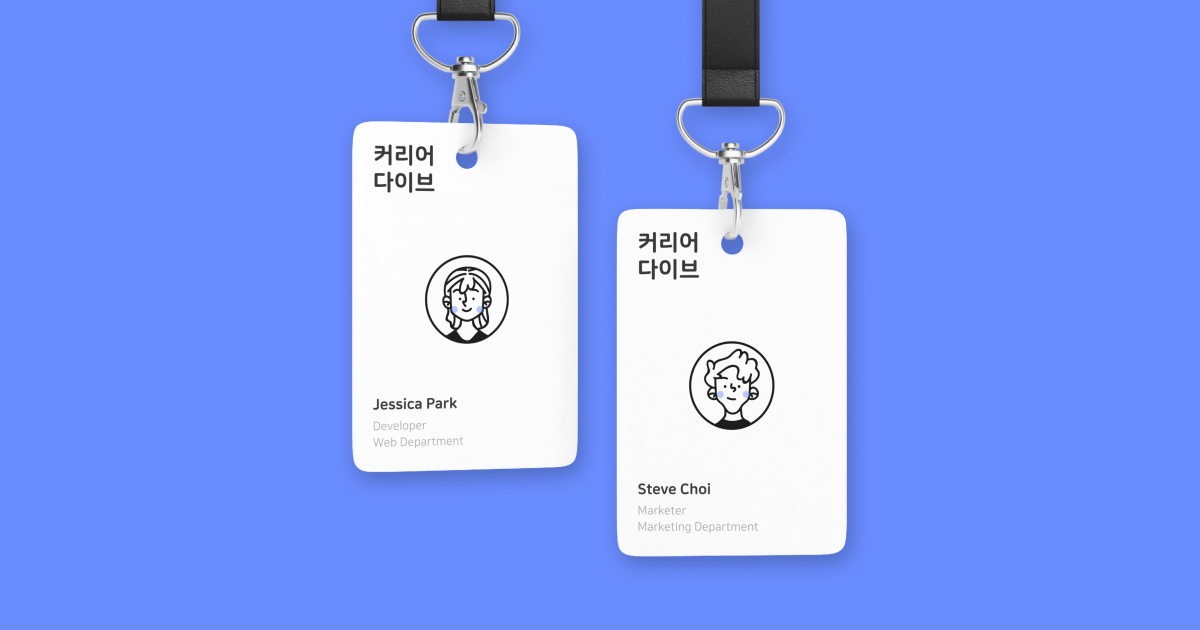 커리어
다이브
Jessica Park
Developer
Web Department
커리어
다이브
Steve Choi
Marketer
Marketing Department